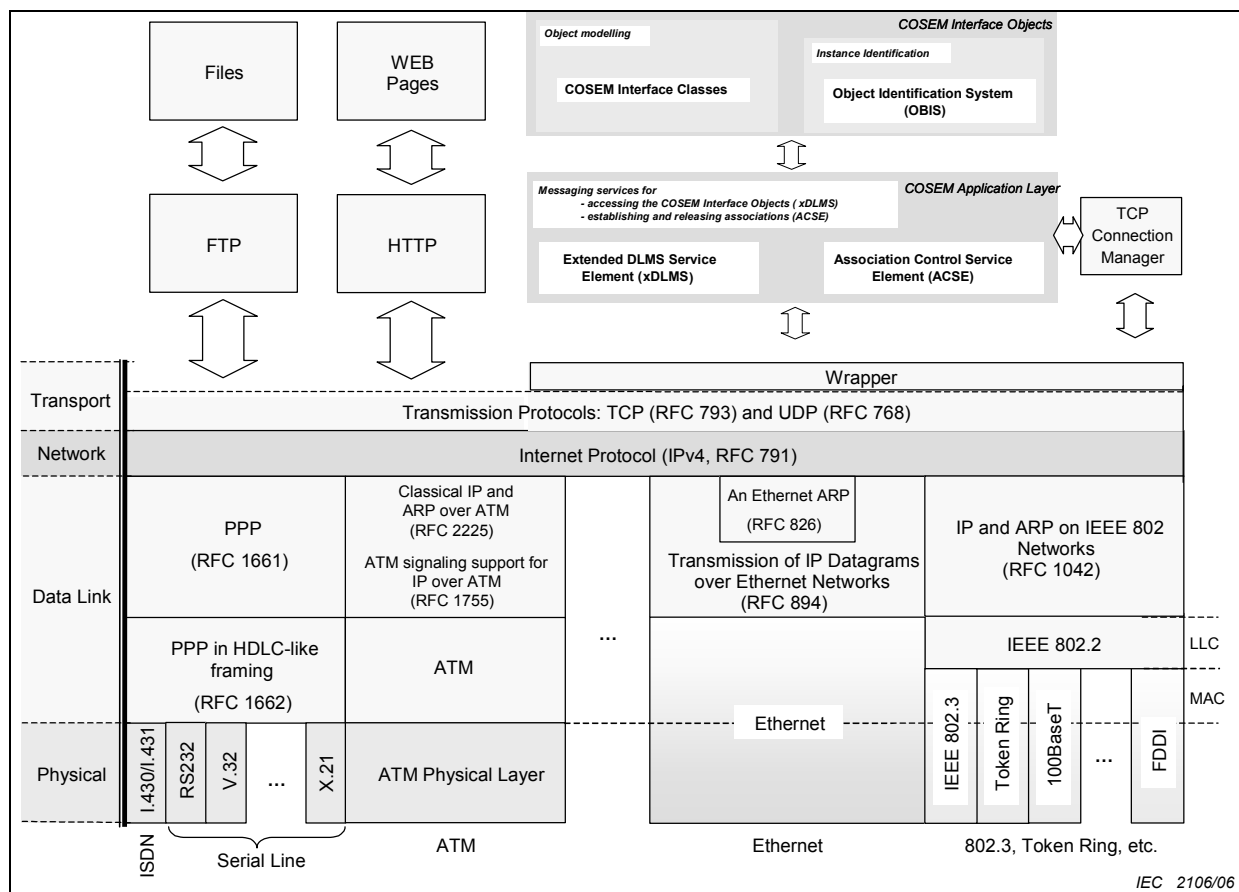 COSEM Interface Objects
Object modelling
Instance Identification
Files
WEB
Pages
COSEM Interface Classes
Object Identification System
(OBIS)
Messaging services for
- accessing the COSEM Interface Objects ( xDLMS)
- establishing and releasing associations (ACSE)
COSEM Application Layer
FTP
HTTP
Extended DLMS Service
Element (xDLMS)
Association Control Service
Element (ACSE)
TCP
Connection
Manager
Wrapper
Transport
Transmission Protocols: TCP (RFC 793) and UDP (RFC 768)
Network
Internet Protocol (IPv4, RFC 791)
Data Link
PPP
(RFC 1661)
Classical IP and
ARP over ATM
(RFC 2225)
ATM signaling support for
IP over ATM
(RFC 1755)
...
An Ethernet ARP
(RFC 826)
Transmission of IP Datagrams
over Ethernet Networks
(RFC 894)
IP and ARP on IEEE 802
Networks
(RFC 1042)
PPP in HDLC-like
framing
(RFC 1662)
ATM
IEEE 802.2
LLC
MAC
Ethernet
Physical
I.430/I.431
RS232
V.32
...
X.21
ATM Physical Layer
IEEE 802.3
Token Ring
100BaseT
...
FDDI
ISDN
Serial Line
ATM
Ethernet
802.3, Token Ring, etc.
IEC 2106/06